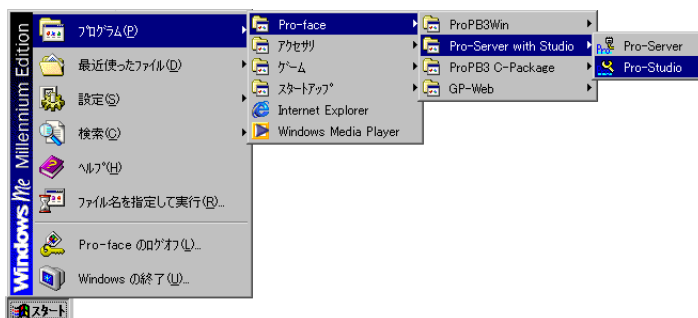 Windows Me Millennium Edition
プログラム(P)
最近使ったファイル(D)
設定(S)
検索(C)
ヘルプ(H)
ファイル名を指定して実行(R)...
Pro-face のログオフ(L)...
Windows の終了(U)...
スタート
Pro-face
アクセサリ
ゲーム
スタートアップ
Internet Explorer
Windows Media Player
ProPB3Win
Pro-Server with Studio
ProPB3 C-Package
GP-Web
Pro-Server
Pro-Studio